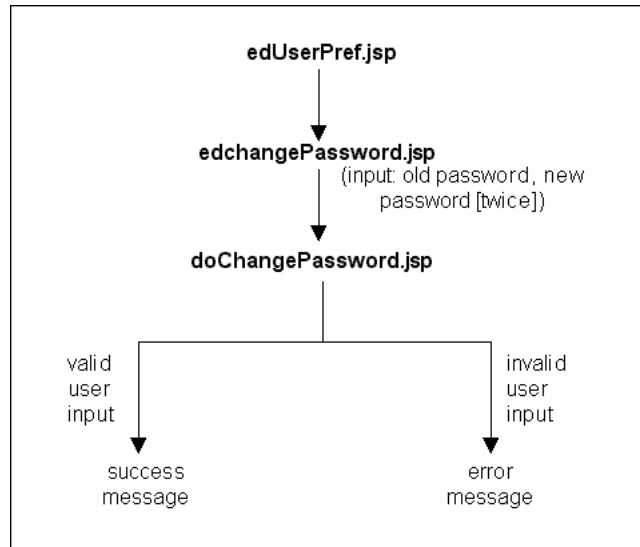 edUserPref.jsp
edchangePassword.jsp
(input: old password, new
password [twice])
doChangePassword.jsp
valid
user
input
invalid
user
input
success
message
error
message